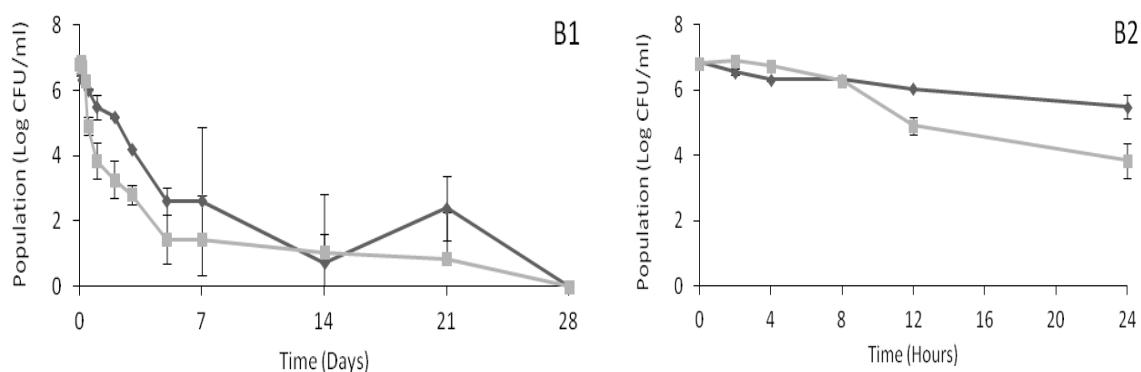 B1
Population (Log CFU/ml)
8
6
4
2
0
0 7 14 21 28
Time (Days)
B2
Population (Log CFU/ml)
8
6
4
2
0
0 4 8 12 16 20 24
Time (Hours)